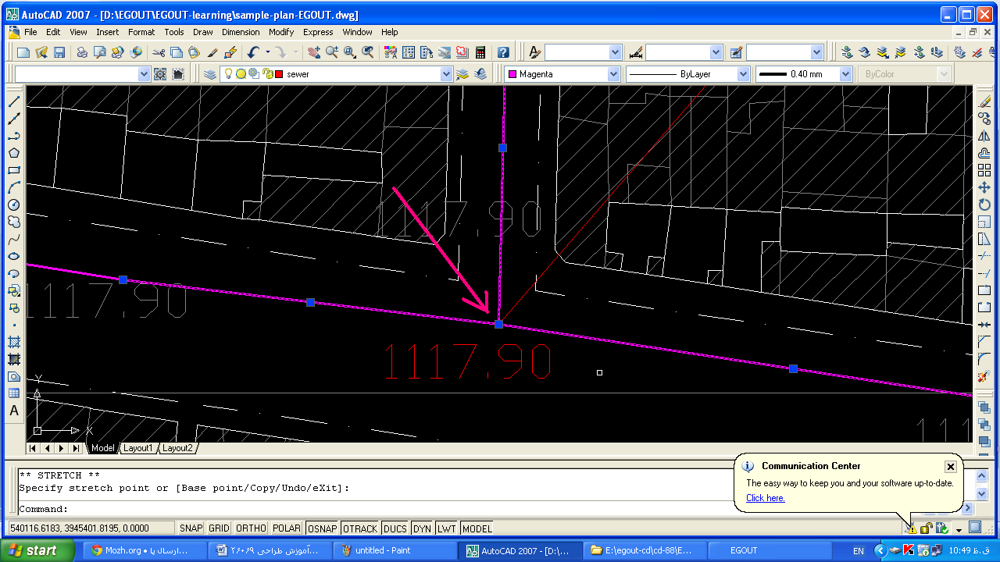 AutoCAD 2007 - [D:\EGOUT\EGOUT-learning\sample-plan-EGOUT.dwg]
File Edit View Insert Format Tools Draw Dimension Modify Express Window Help
sewer Magenta ByLayer 0.40 mm ByColor
1117.90
1117.90
1117.90
111
Y
X
A
Model Layout1 Layout2
** STRETCH **
Specify stretch point or [Base point/Copy/Undo/eXit]:
Command:
Communication Center
The easy way to keep you and your software up-to-date.
Click here.
540116.6183, 3945401.8195, 0.0000 SNAP GRID ORTHO POLAR OSNAP OTRACK DUCS DYN LWT MODEL
start Mozh.org • ارسال پا... آموزش طراحی ۲۶۰۶۹... untitled - Paint AutoCAD 2007 - [D:\... E:\egout-cd\cd-88\E... EGOUT EN 10:49 ق.ظ